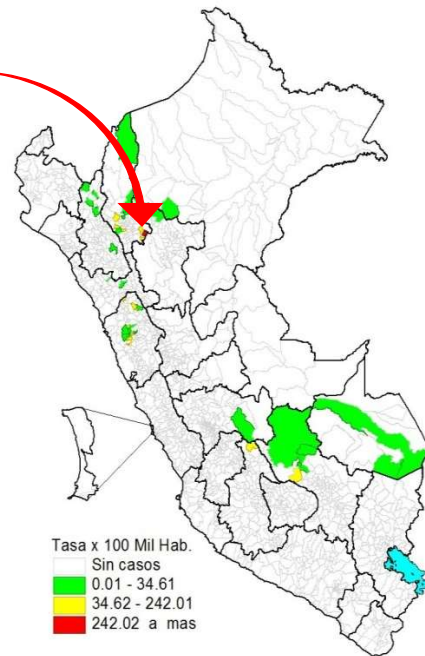 Tasa x 100 Mil Hab.
Sin casos
0.01 - 34.61
34.62 - 242.01
242.02 a mas